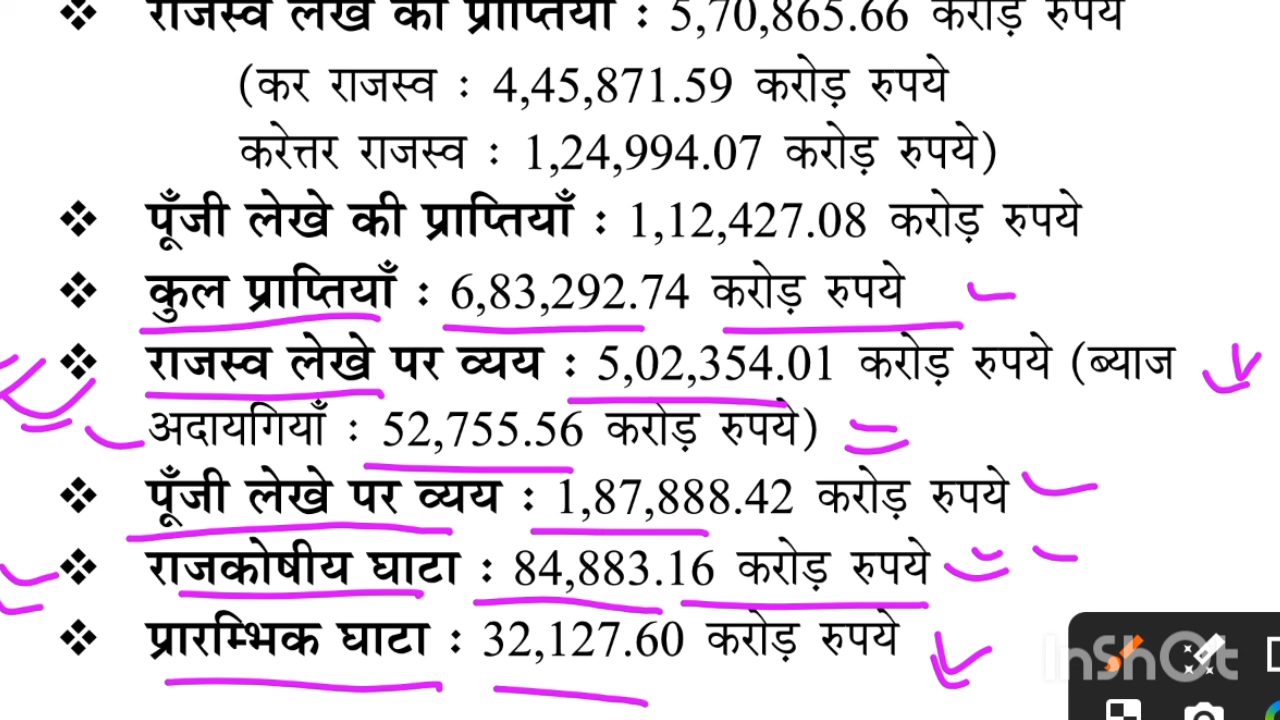 ❖ राजस्व लेखे की प्राप्तियाँ : 5,70,865.66 करोड़ रुपये
(कर राजस्व : 4,45,871.59 करोड़ रुपये
करेत्तर राजस्व : 1,24,994.07 करोड़ रुपये)
❖ पूँजी लेखे की प्राप्तियाँ : 1,12,427.08 करोड़ रुपये
❖ कुल प्राप्तियाँ : 6,83,292.74 करोड़ रुपये
❖ राजस्व लेखे पर व्यय : 5,02,354.01 करोड़ रुपये (ब्याज
अदायगियाँ : 52,755.56 करोड़ रुपये)
❖ पूँजी लेखे पर व्यय : 1,87,888.42 करोड़ रुपये
❖ राजकोषीय घाटा : 84,883.16 करोड़ रुपये
❖ प्रारम्भिक घाटा : 32,127.60 करोड़ रुपये
InShOt